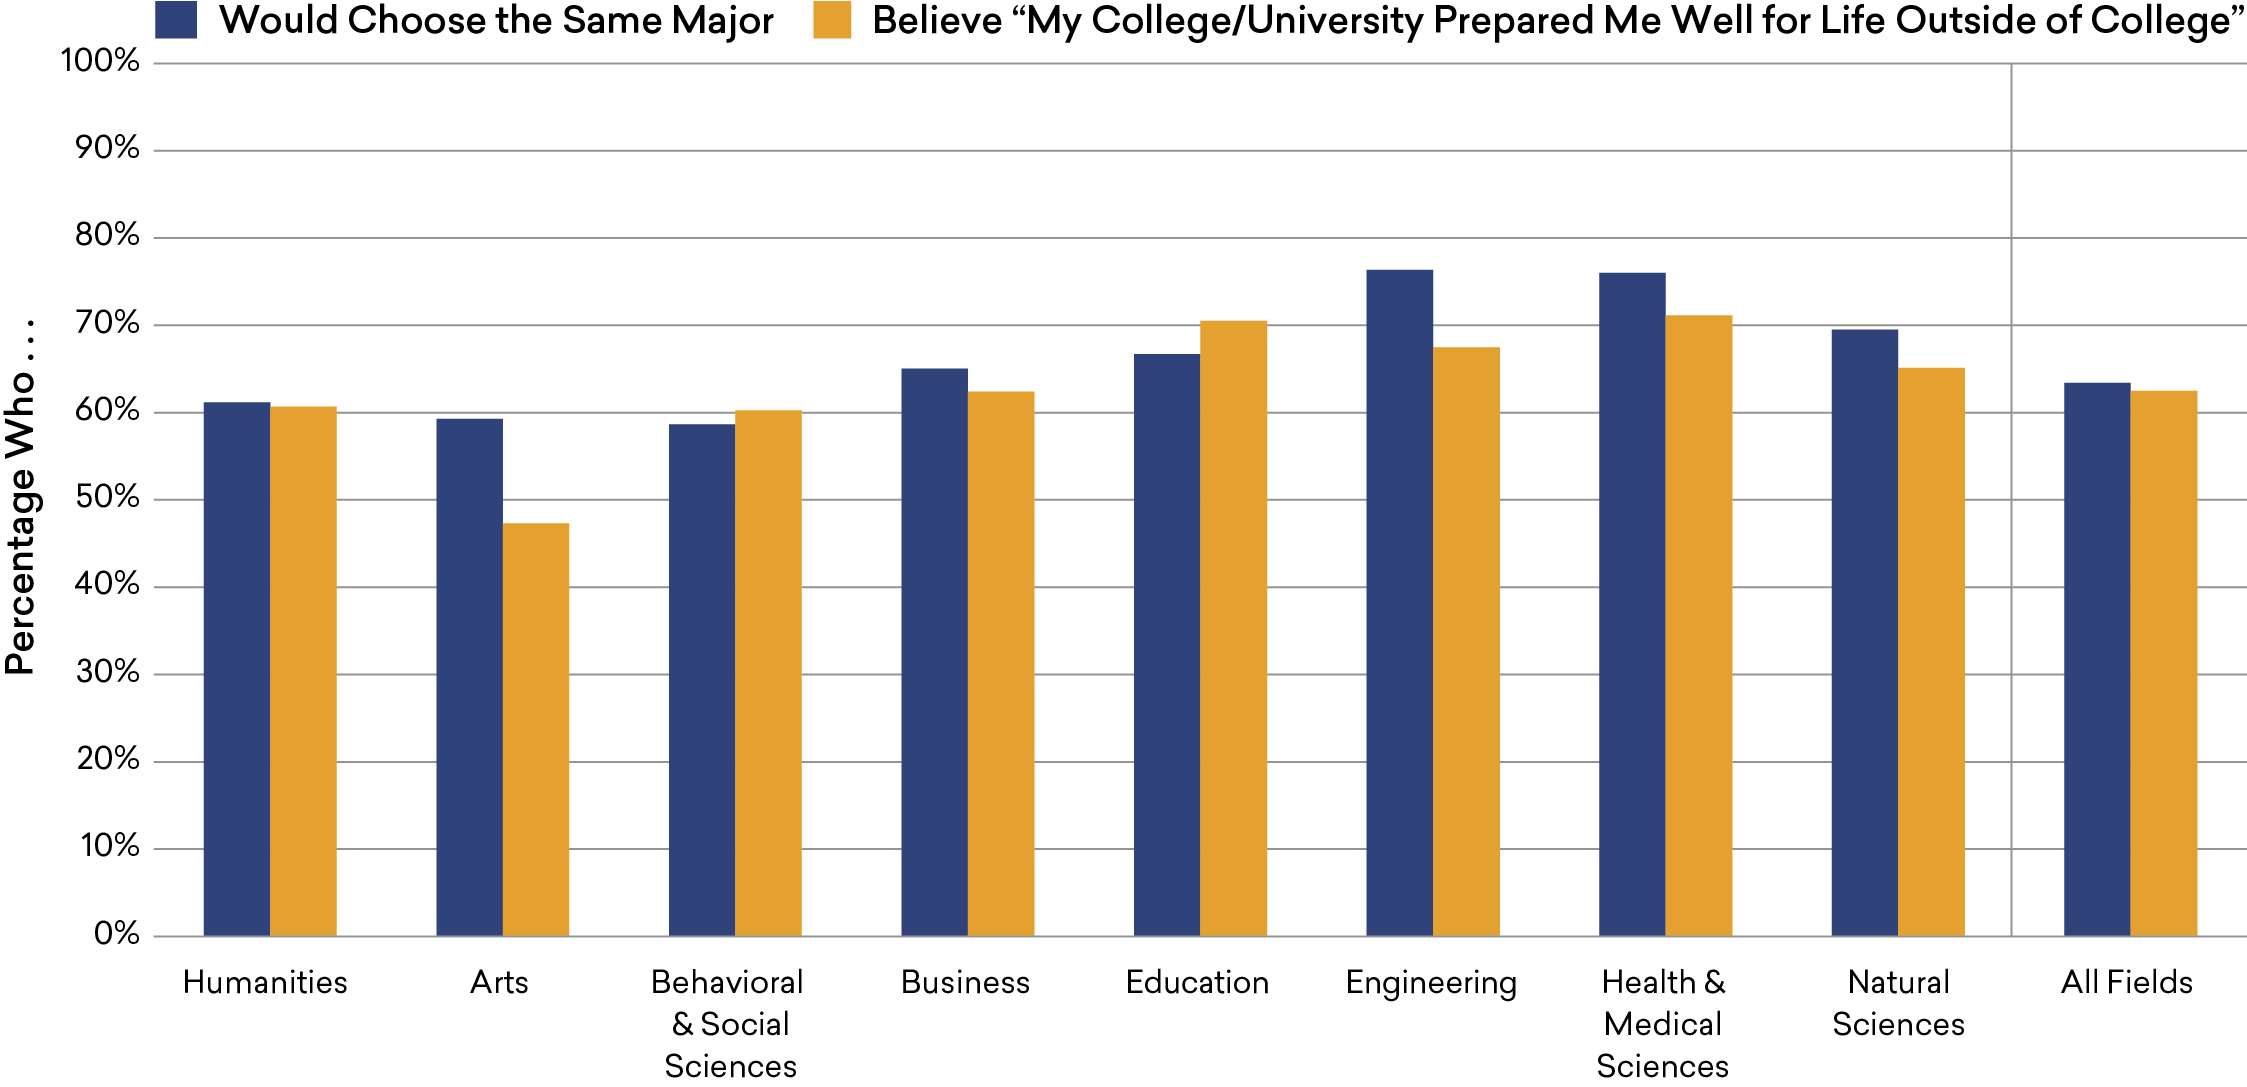 Would Choose the Same Major
Believe “My College/University Prepared Me Well for Life Outside of College”
Percentage Who . . .
100%
90%
80%
70%
60%
50%
40%
30%
20%
10%
0%
Humanities
Arts
Behavioral
& Social
Sciences
Business
Education
Engineering
Health &
Medical
Sciences
Natural
Sciences
All Fields